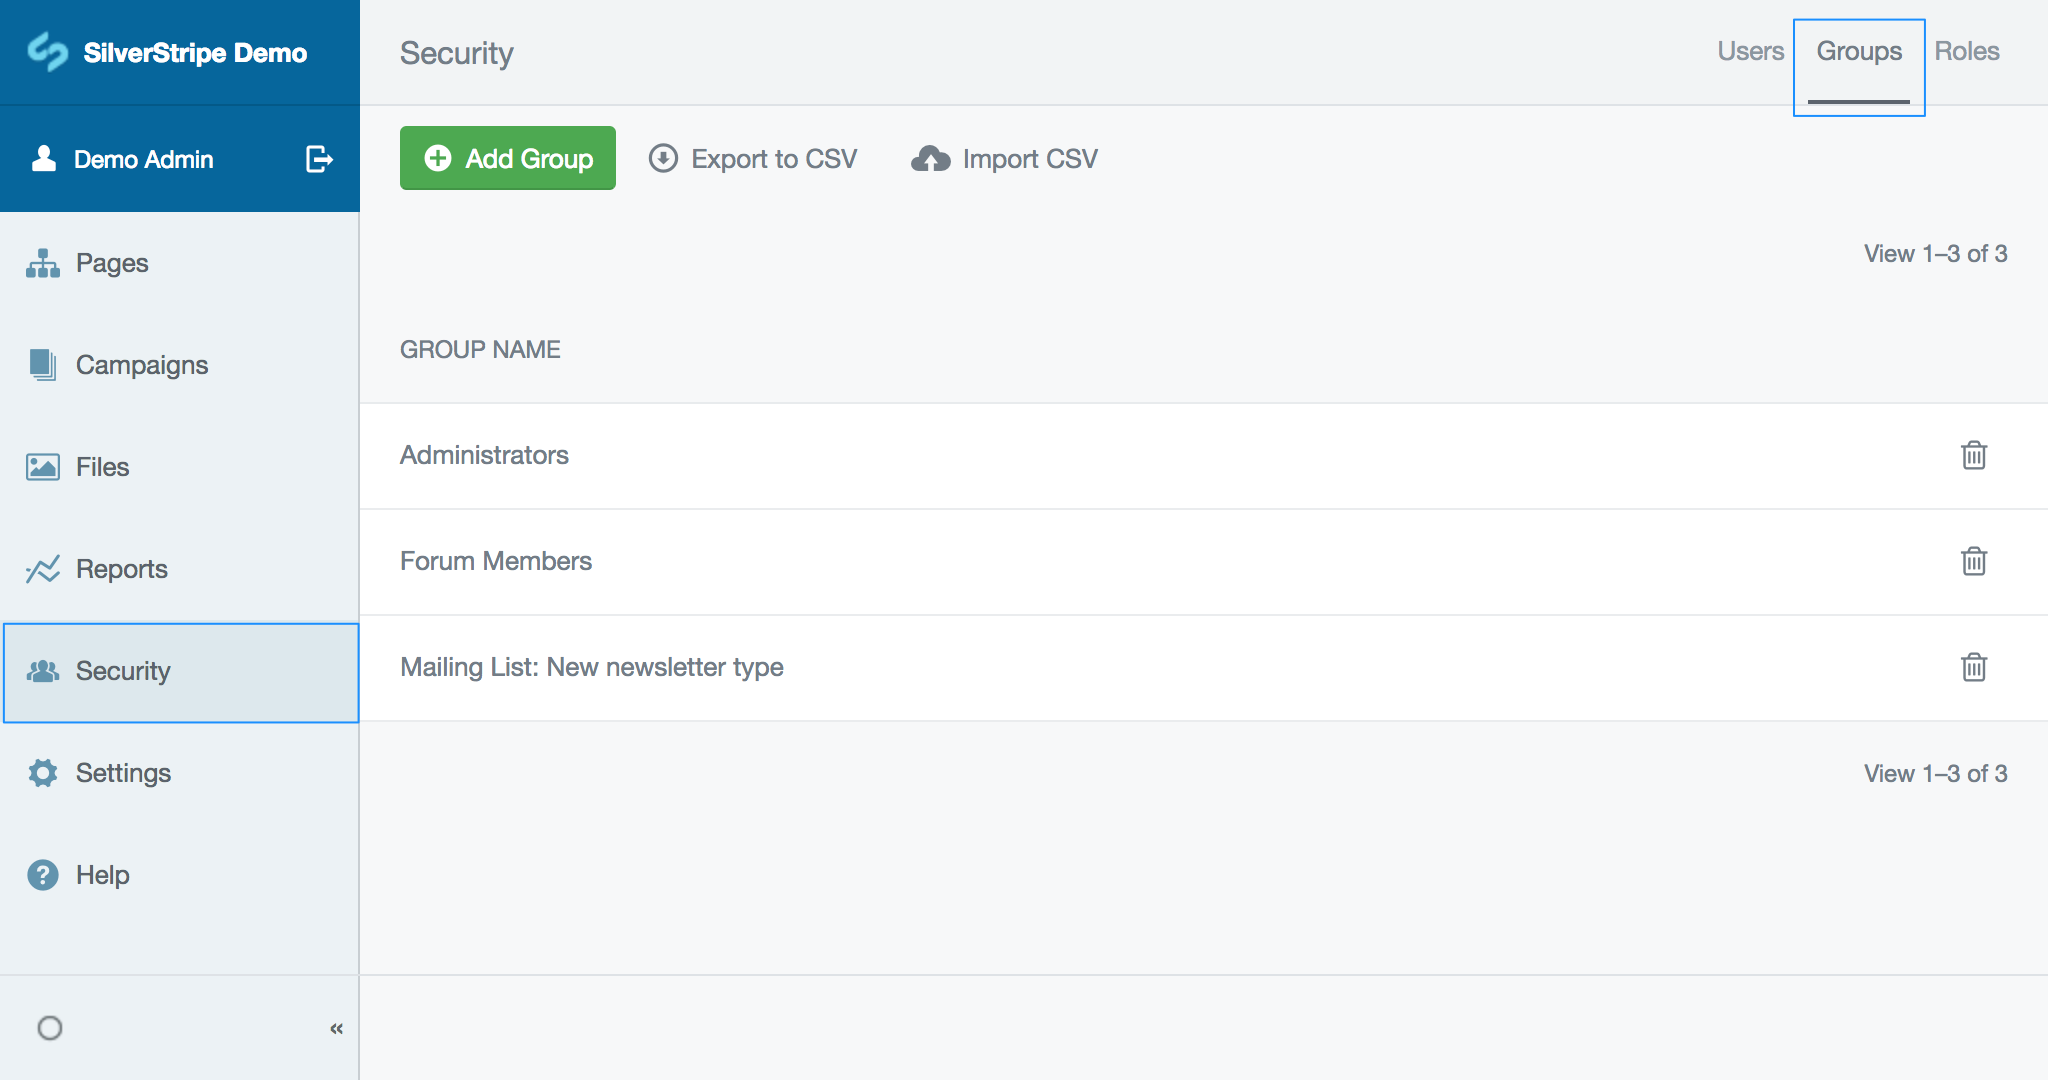 SilverStripe Demo
Security
Users Groups Roles
Demo Admin
Add Group Export to CSV Import CSV
Pages
View 1–3 of 3
GROUP NAME
Campaigns
Administrators
Files
Forum Members
Reports
Mailing List: New newsletter type
Security
Settings
View 1–3 of 3
Help
«